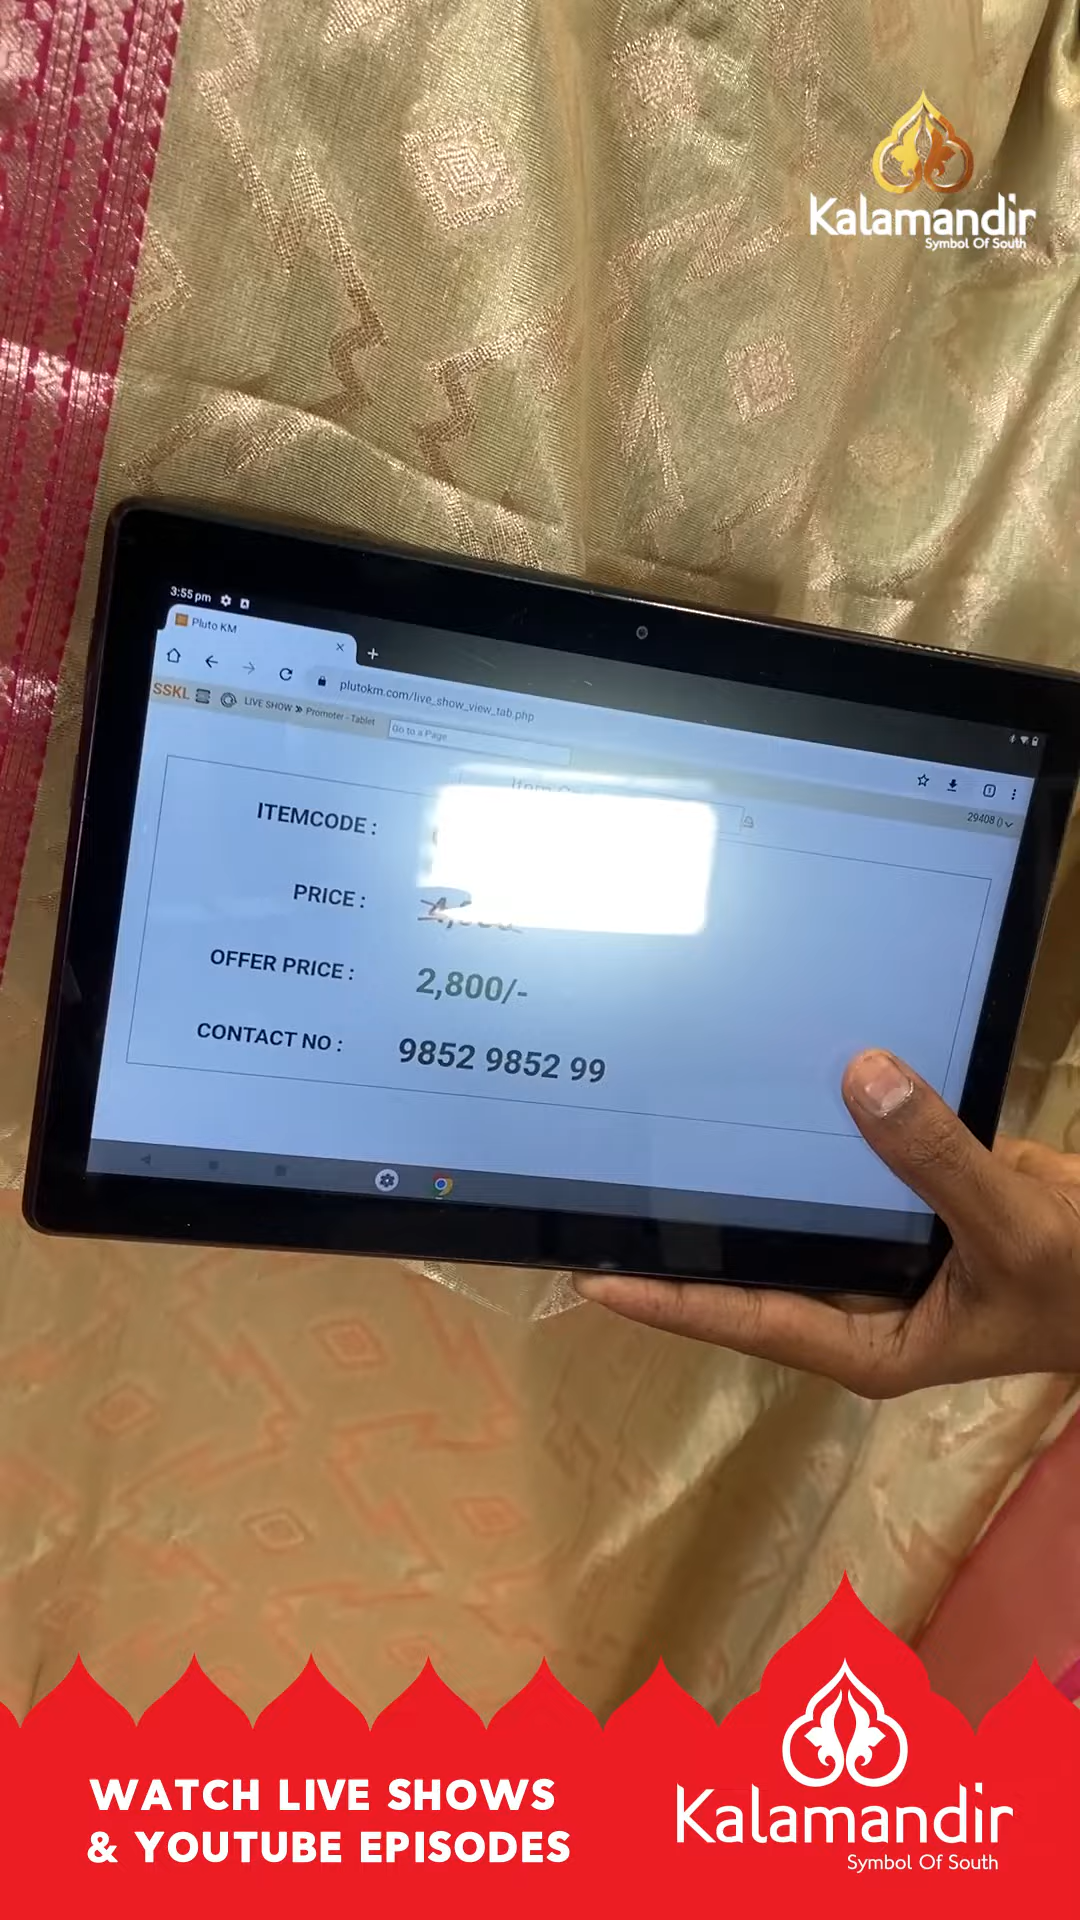 Kalamandir
Symbol Of South
3:55 pm
Pluto KM
plutokm.com/live_show_view_tab.php
SSKL LIVE SHOW » Promoter - Tablet Go to a Page
29408 ()
ITEMCODE :
PRICE :
OFFER PRICE : 2,800/-
CONTACT NO : 9852 9852 99
WATCH LIVE SHOWS
& YOUTUBE EPISODES
Kalamandir
Symbol Of South